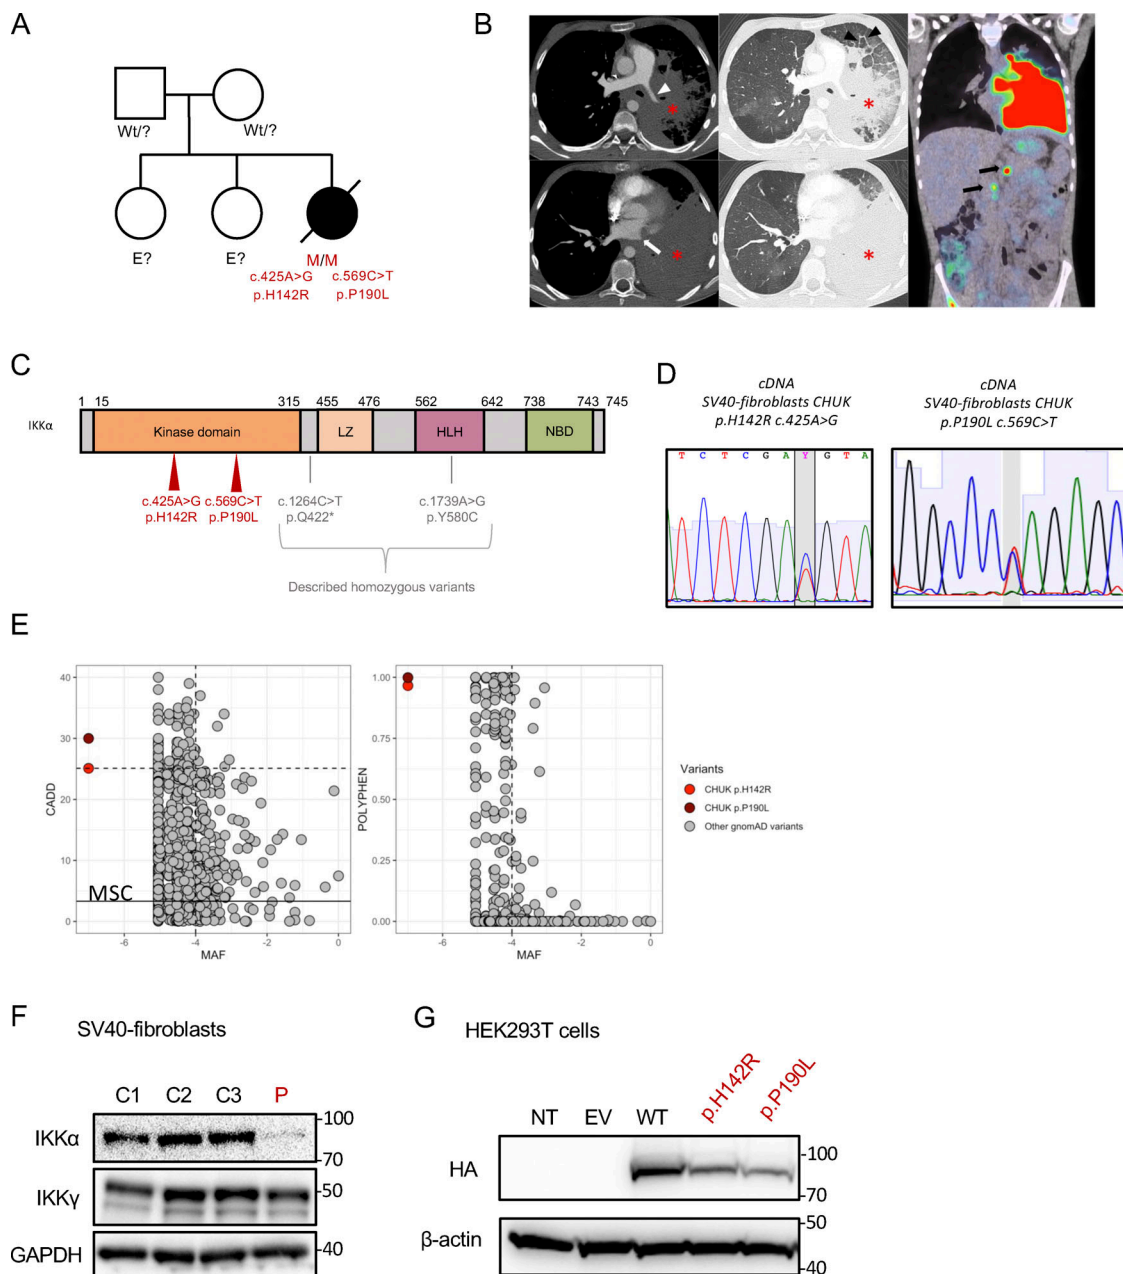 A
Wt/?
Wt/?
E?
E?
M/M
c.425A>G c.569C>T
p.H142R p.P190L
B
*
*
*
*
C
1 15 315 455 476 562 642 738 743 745
IKKα
Kinase domain
LZ
HLH
NBD
c.425A>G c.569C>T
p.H142R p.P190L
c.1264C>T
p.Q422*
c.1739A>G
p.Y580C
Described homozygous variants
D
cDNA
SV40-fibroblasts CHUK
p.H142R c.425A>G
T C T C G A Y G T A
cDNA
SV40-fibroblasts CHUK
p.P190L c.569C>T
E
40
30
20
10
0
CADD
MSC
-6 -4 -2 0
MAF
1.00
0.75
0.50
0.25
0.00
POLYPHEN
-6 -4 -2 0
MAF
Variants
CHUK p.H142R
CHUK p.P190L
Other gnomAD variants
F
SV40-fibroblasts
C1 C2 C3 P
IKKα
-100
-70
IKKγ
-50
GAPDH
-40
G
HEK293T cells
NT EV WT p.H142R p.P190L
HA
-100
-70
β-actin
-50
-40